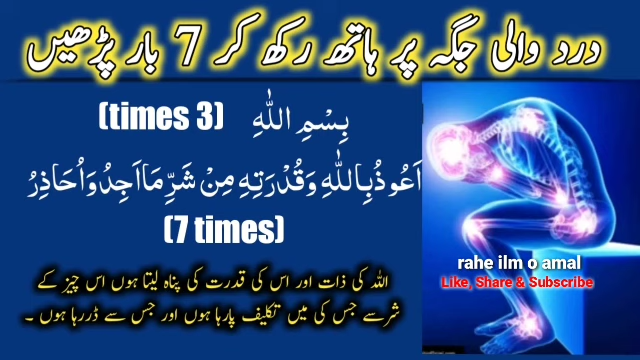 درد والی جگہ پر ہاتھ رکھ کر 7 بار پڑھیں
بِسْمِ اللّٰهِ (3 times)
اَعُوذُ بِاللّٰهِ وَقُدْرَتِهٖ مِنْ شَرِّ مَا اَجِدُ وَاُحَاذِرُ
(7 times)
اللہ کی ذات اور اس کی قدرت کی پناہ لیتا ہوں اس چیز کے
شر سے جس کی میں تکلیف پارہا ہوں اور جس سے ڈر رہا ہوں ۔
rahe ilm o amal
Like, Share & Subscribe